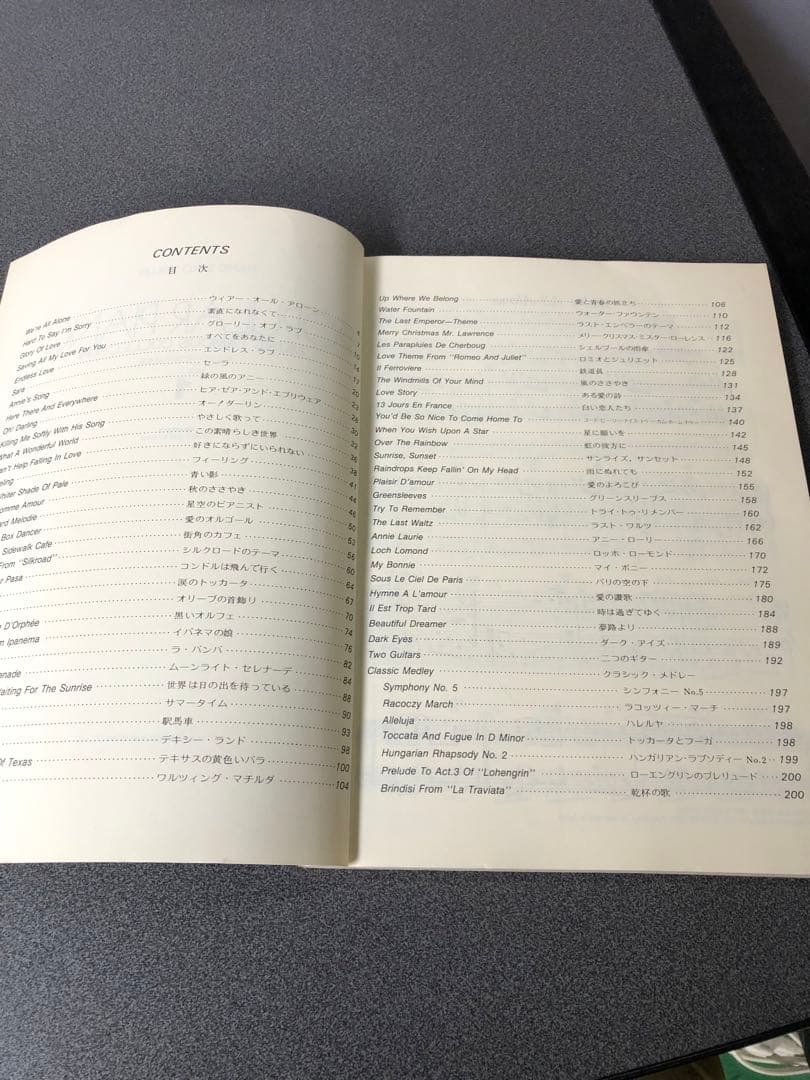 CONTENTS
目 次
We're All Alone ウィアー・オール・アローン 4
Hard To Say I'm Sorry 素直になれなくて 7
Glory Of Love グローリー・オブ・ラブ 10
Saving All My Love For You すべてをあなたに 14
Endless Love エンドレス・ラブ 17
Sara セーラ 20
Annie's Song 緑の風のアニー 23
Here There And Everywhere ヒア・ゼア・アンド・エブリウェア
Oh! Darling オー！ダーリン
Killing Me Softly With His Song やさしく歌って
What A Wonderful World この素晴らしき世界
Can't Help Falling In Love 好きにならずにいられない
eling フィーリング 38
Whiter Shade Of Pale 青い影 41
omme Amour 秋のささやき 44
ard Melodie 星空のピアニスト 46
Box Dancer 愛のオルゴール 50
Sidewalk Cafe 街角のカフェ 53
From "Silkroad" シルクロードのテーマ 56
r Pasa コンドルは飛んで行く 60
涙のトッカータ 64
オリーブの首飾り 67
D'Orphée 黒いオルフェ 70
m Ipanema イパネマの娘 74
ラ・バンバ 76
enade ムーンライト・セレナーデ 82
aiting For The Sunrise 世界は日の出を待っている 84
サマータイム 88
駅馬車 90
デキシー・ランド 93
Of Texas テキサスの黄色いバラ 98
ワルツィング・マチルダ 100
104
Up Where We Belong 愛と青春の旅立ち 106
Water Fountain ウォーター・ファウンテン 110
The Last Emperor—Theme ラスト・エンペラーのテーマ 112
Merry Christmas Mr. Lawrence メリー・クリスマス・ミスター・ローレンス 116
Les Parapluies De Cherboug シェルブールの雨傘 122
Love Theme From "Romeo And Juliet" ロミオとジュリエット 125
Il Ferroviere 鉄道員 128
The Windmills Of Your Mind 風のささやき 131
Love Story ある愛の詩 134
13 Jours En France 白い恋人たち 137
You'd Be So Nice To Come Home To 140
When You Wish Upon A Star 星に願いを 142
Over The Rainbow 虹の彼方に 145
Sunrise, Sunset サンライズ, サンセット 148
Raindrops Keep Fallin' On My Head 雨にぬれても 152
Plaisir D'amour 愛のよろこび 155
Greensleeves グリーンスリーブス 158
Try To Remember トライ・トゥ・リメンバー 160
The Last Waltz ラスト・ワルツ 162
Annie Laurie アニー・ローリー 166
Loch Lomond ロッホ・ローモンド 170
My Bonnie マイ・ボニー 172
Sous Le Ciel De Paris パリの空の下 175
Hymne A L'amour 愛の讃歌 180
Il Est Trop Tard 時は過ぎてゆく 184
Beautiful Dreamer 夢路より 188
Dark Eyes ダーク・アイズ 189
Two Guitars 二つのギター 192
Classic Medley クラシック・メドレー
Symphony No. 5 シンフォニー No.5 197
Racoczy March ラコッツィー・マーチ 197
Alleluja ハレルヤ 198
Toccata And Fugue In D Minor トッカータとフーガ 198
Hungarian Rhapsody No. 2 ハンガリアン・ラプソディー No.2 199
Prelude To Act.3 Of "Lohengrin" ローエングリンのプレリュード 200
Brindisi From "La Traviata" 乾杯の歌 200